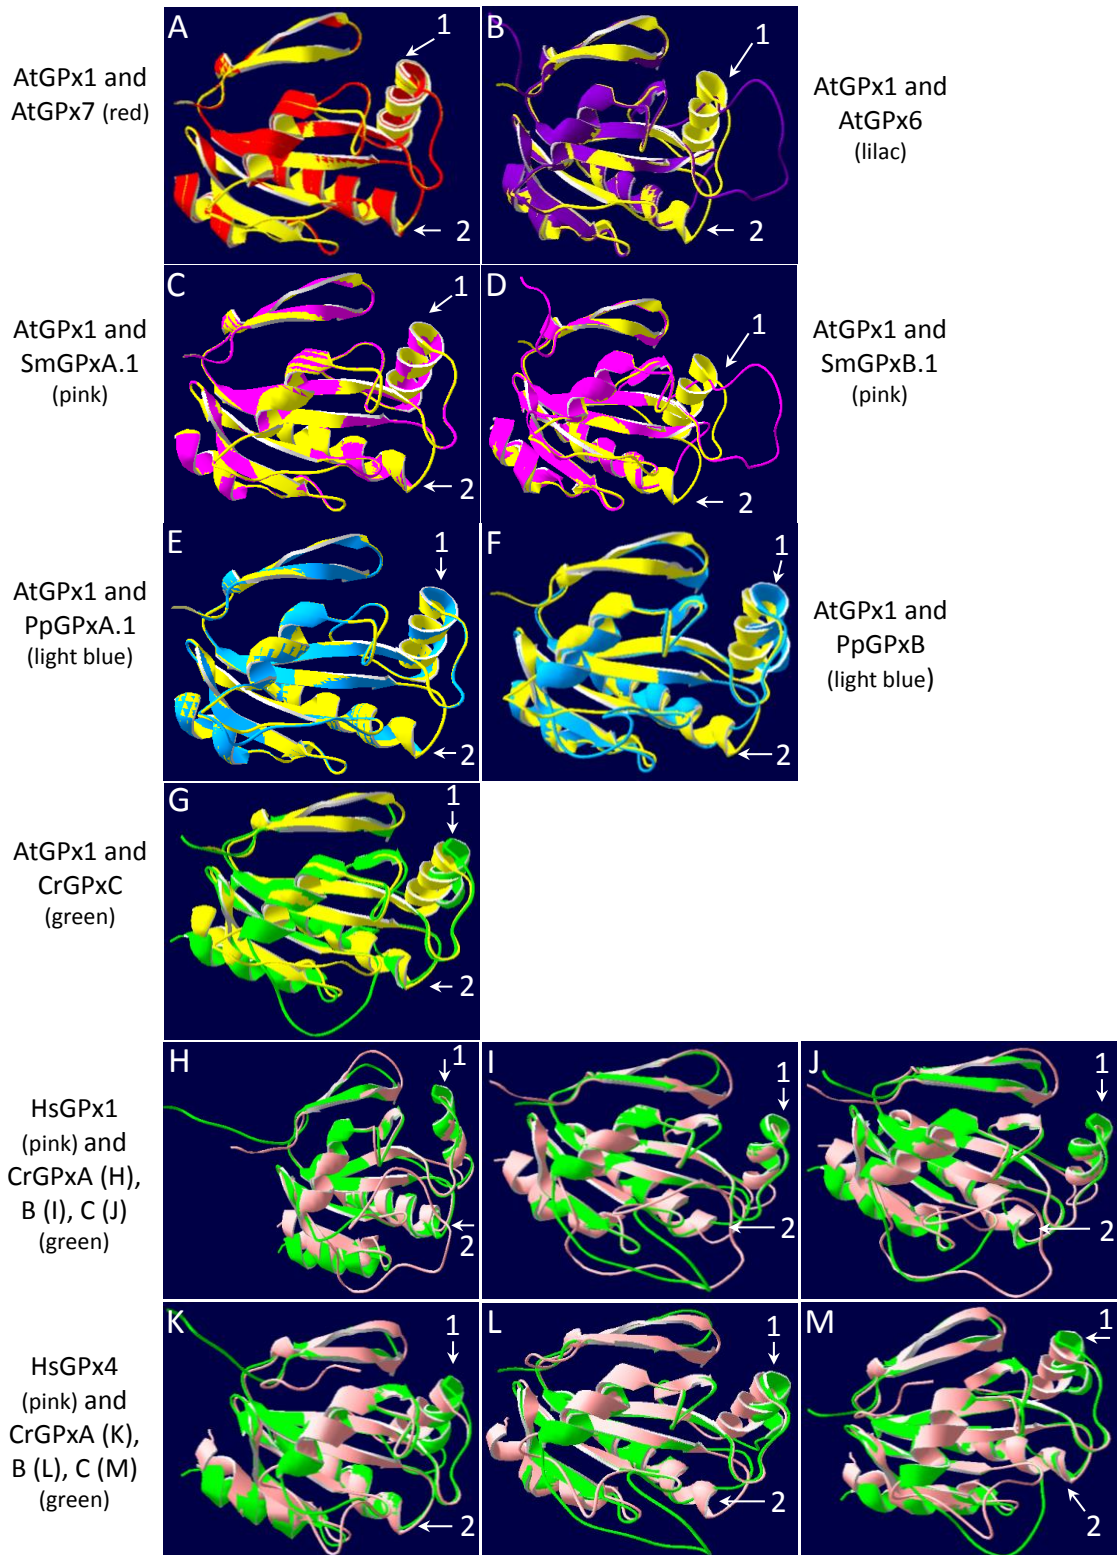 A
1
2
AtGPx1 and
AtGPx7 (red)
B
1
2
AtGPx1 and
AtGPx6
(lilac)
C
1
2
AtGPx1 and
SmGPxA.1
(pink)
D
1
2
AtGPx1 and
SmGPxB.1
(pink)
E
1
2
AtGPx1 and
PpGPxA.1
(light blue)
F
1
2
AtGPx1 and
PpGPxB
(light blue)
G
1
2
AtGPx1 and
CrGPxC
(green)
HsGPx1
(pink) and
CrGPxA (H),
B (I), C (J)
(green)
H
1
2
I
1
2
J
1
2
HsGPx4
(pink) and
CrGPxA (K),
B (L), C (M)
(green)
K
1
2
L
1
2
M
1
2